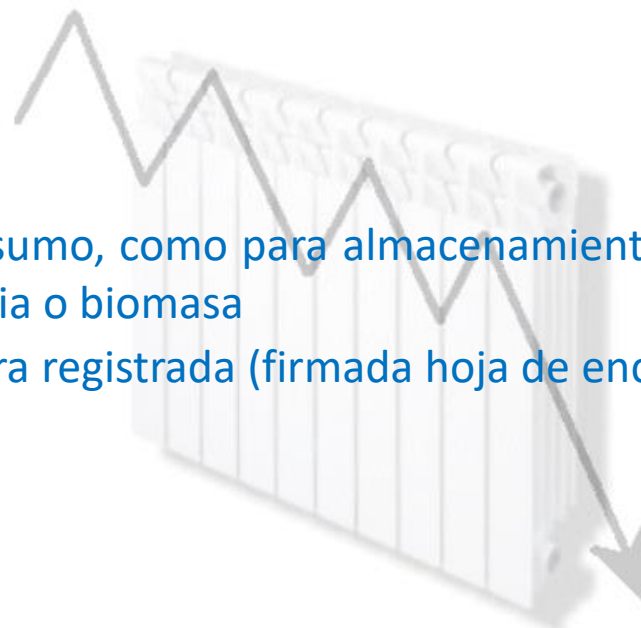 sumo, como para almacenamient
ia o biomasa
ra registrada (firmada hoja de enc